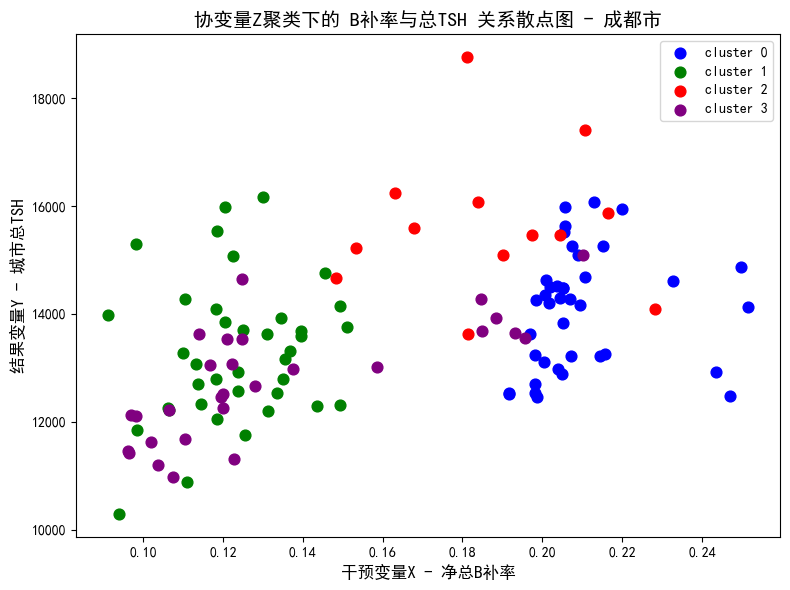 协变量Z聚类下的 B补率与总TSH 关系散点图 - 成都市
cluster 0
cluster 1
cluster 2
cluster 3
结果变量Y - 城市总TSH
18000
16000
14000
12000
10000
0.10 0.12 0.14 0.16 0.18 0.20 0.22 0.24
干预变量X - 净总B补率